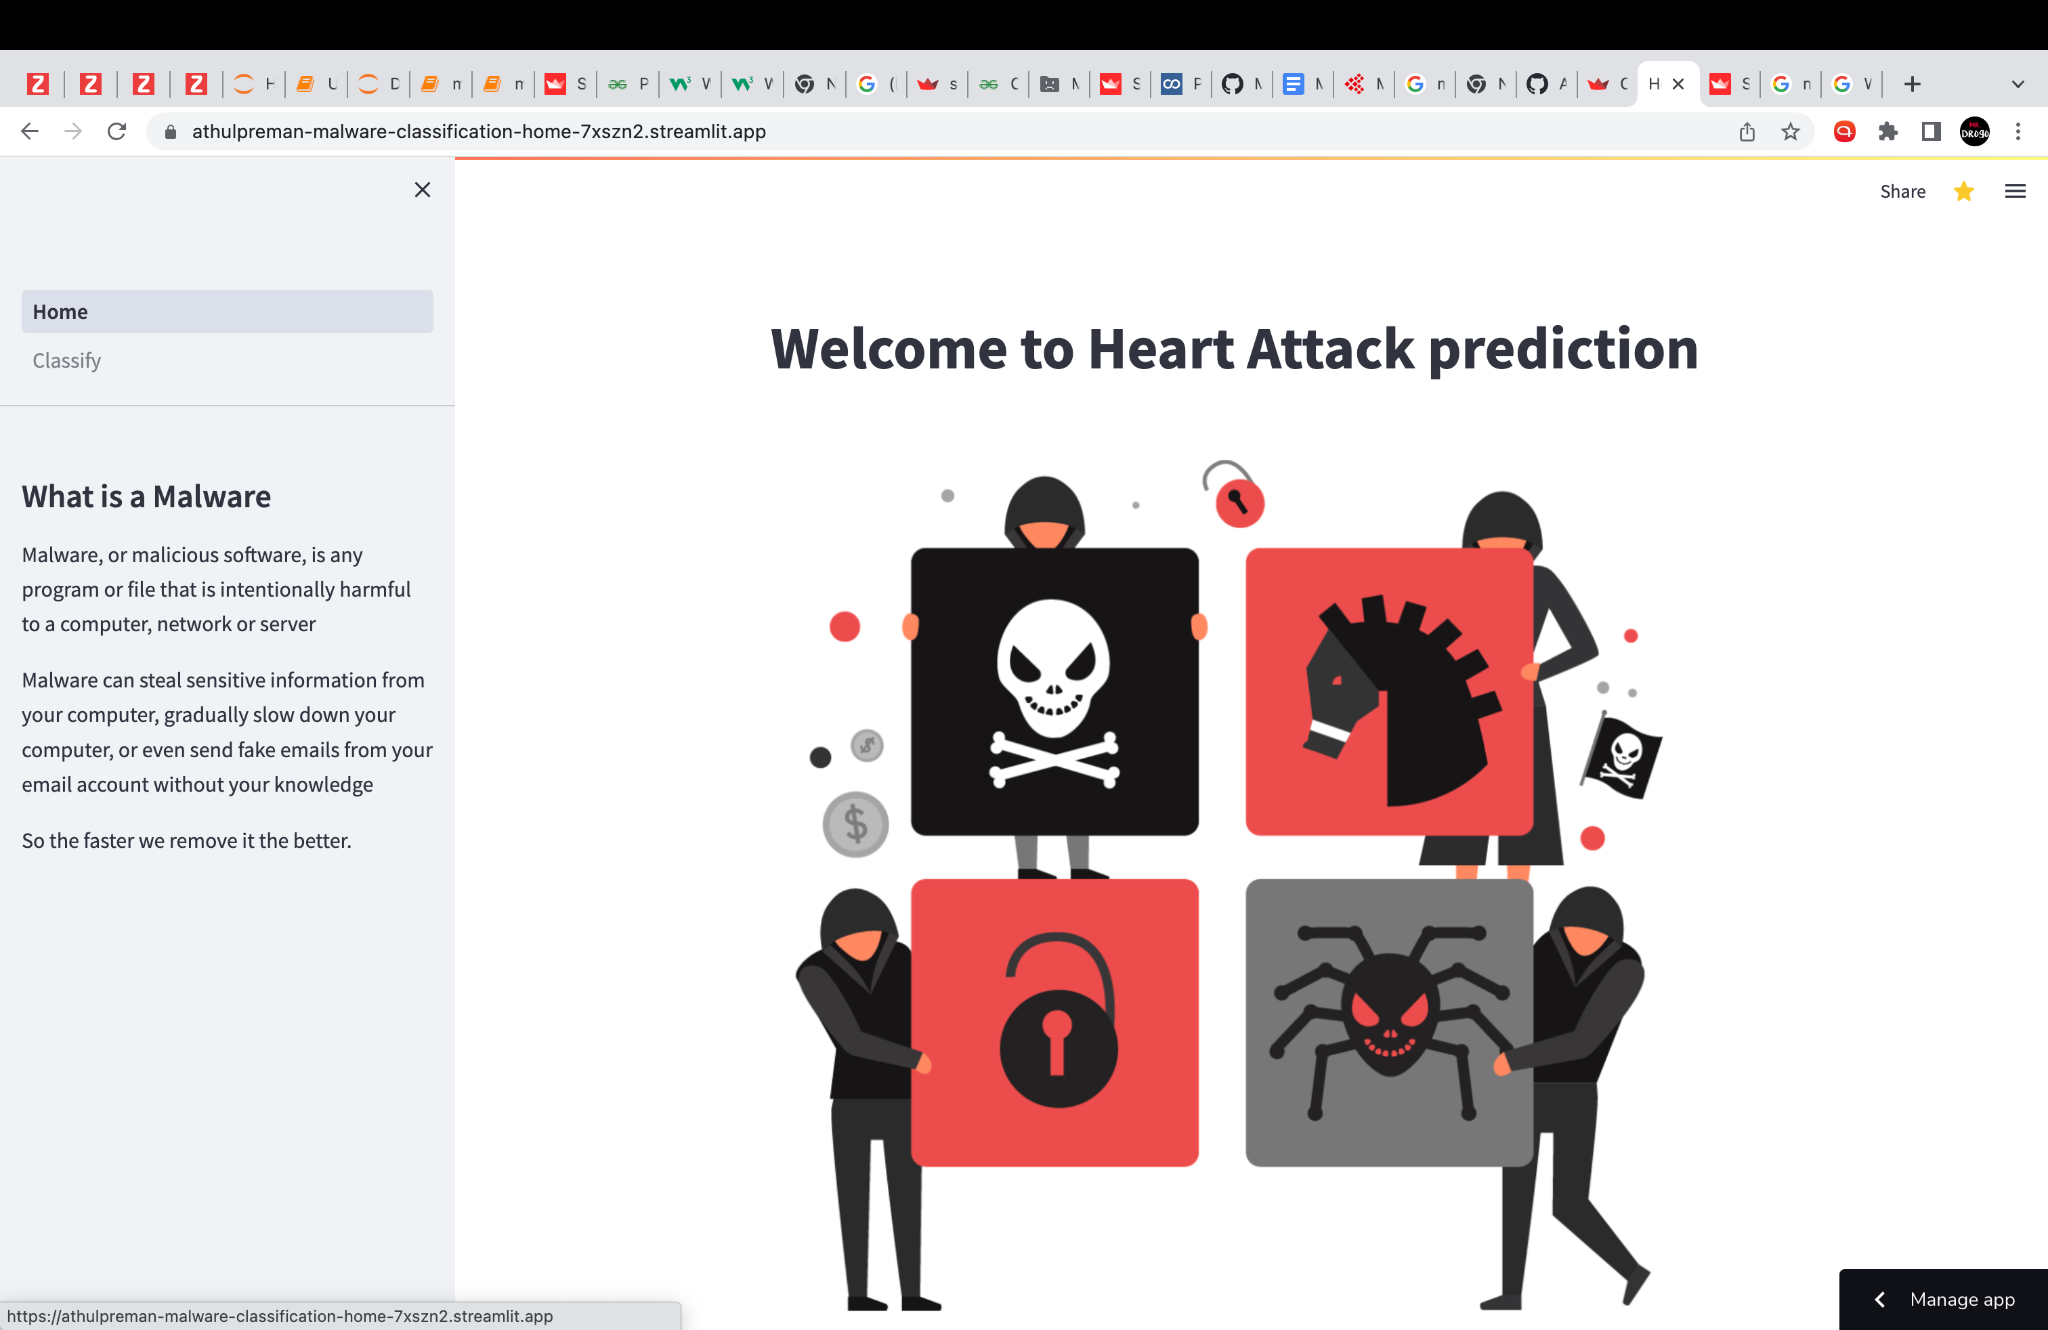 Z
Z
Z
Z
H
U
D
n
n
S
P
W
W
N
G
(
s
C
M
S
CO
P
M
M
M
G
n
N
A
C
H
S
G
n
G
V
athulpreman-malware-classification-home-7xszn2.streamlit.app
DROGO
Share
Home
Classify
Welcome to Heart Attack prediction
What is a Malware
Malware, or malicious software, is any
program or file that is intentionally harmful
to a computer, network or server
Malware can steal sensitive information from
your computer, gradually slow down your
computer, or even send fake emails from your
email account without your knowledge
So the faster we remove it the better.
$
$
Manage app
https://athulpreman-malware-classification-home-7xszn2.streamlit.app